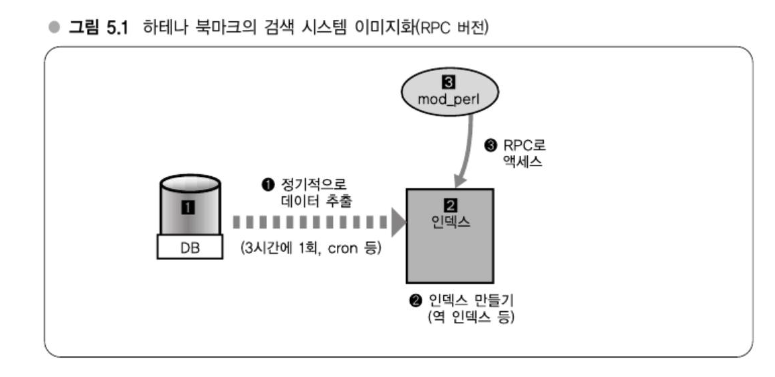 ● 그림 5.1 하테나 북마크의 검색 시스템 이미지화(RPC 버전)
3
mod_perl
❸ RPC로
액세스
❶ 정기적으로
데이터 추출
1
DB
(3시간에 1회, cron 등)
2
인덱스
❷ 인덱스 만들기
(역 인덱스 등)